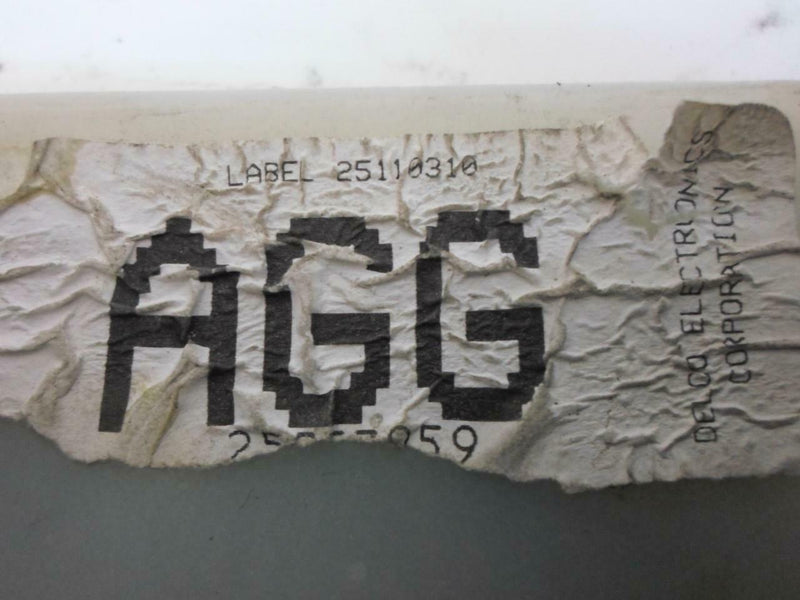 LABEL 25110310
AGG
DELCO ELECTRONICS
CORPORATION